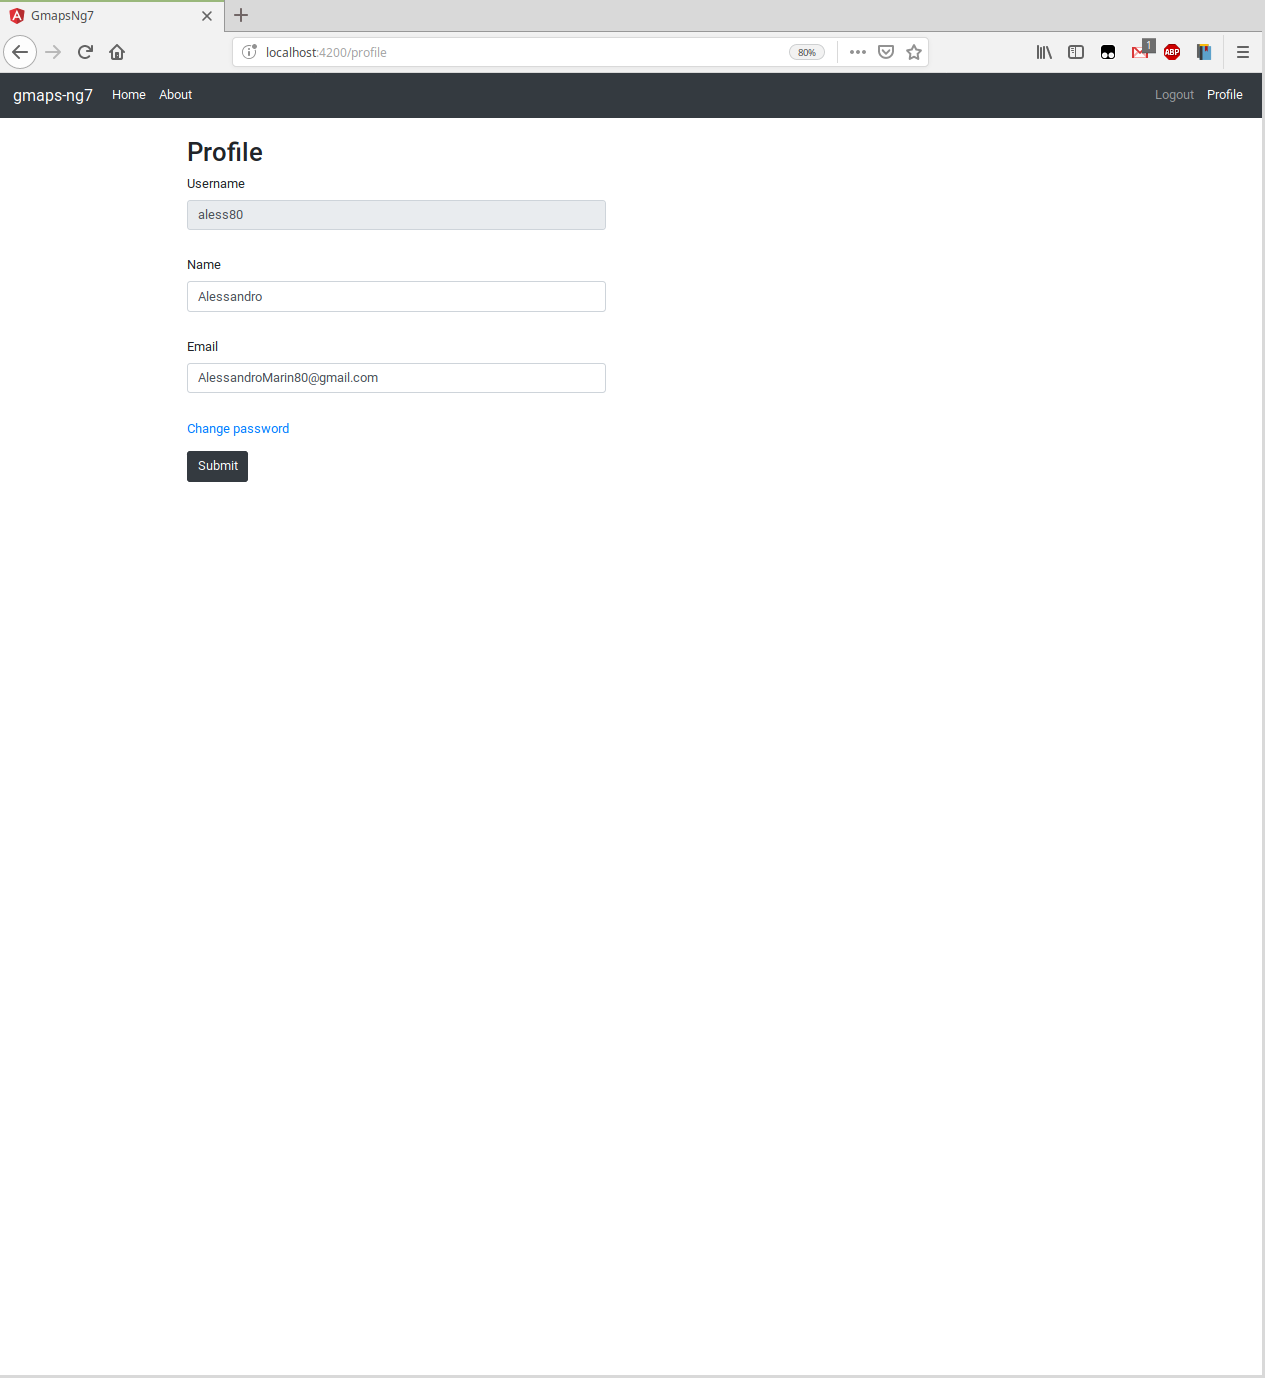 GmapsNg7
localhost:4200/profile 80% 1 ABP
gmaps-ng7 Home About Logout Profile
Profile
Username
aless80
Name
Alessandro
Email
AlessandroMarin80@gmail.com
Change password
Submit